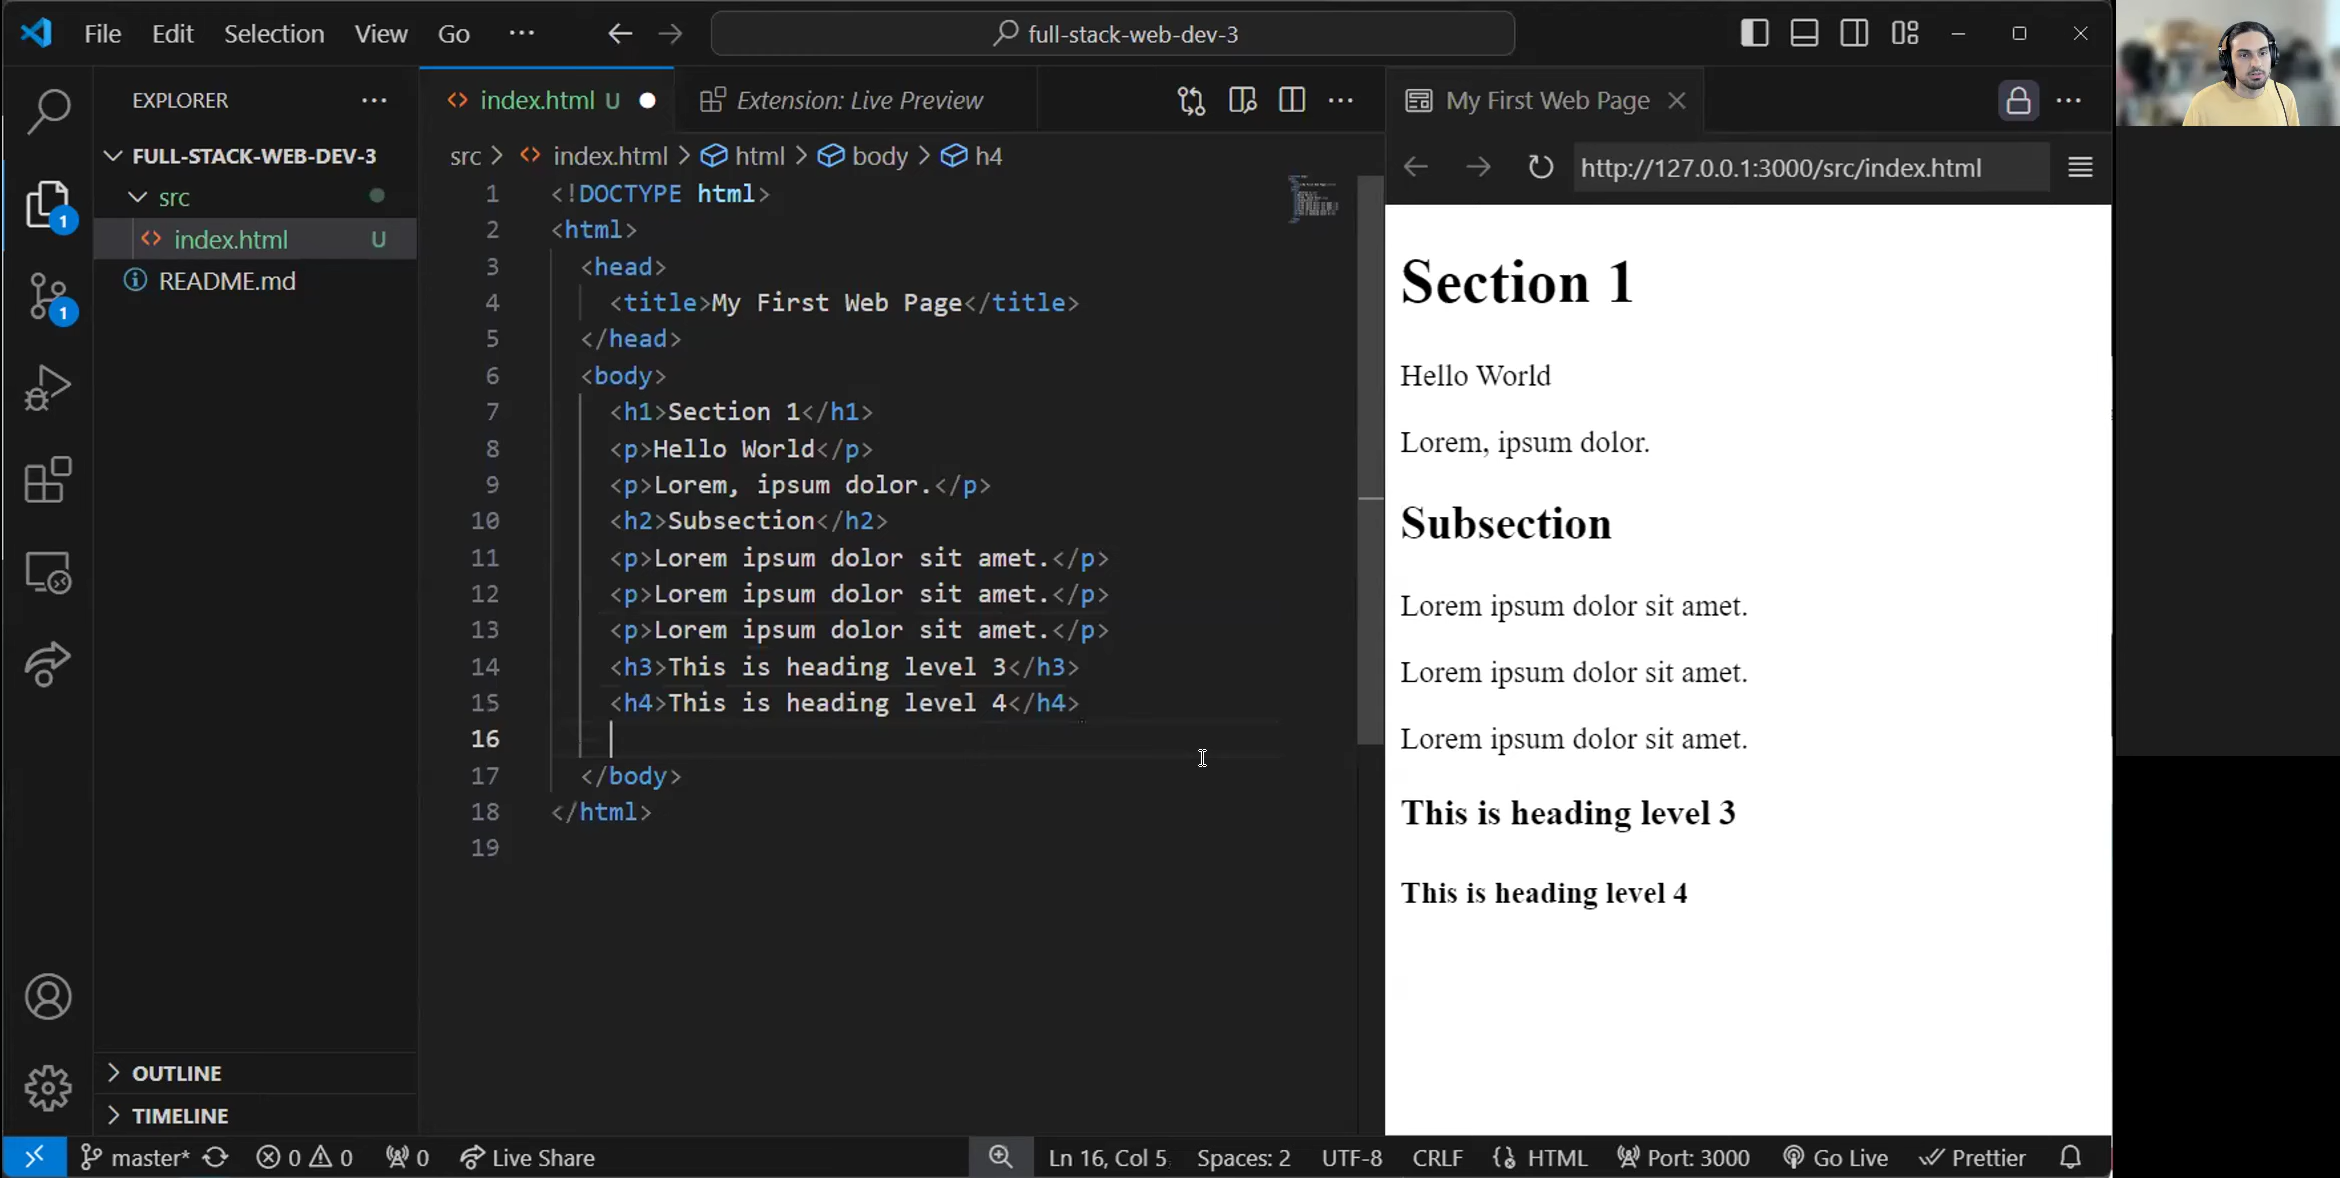 File Edit Selection View Go ··· full-stack-web-dev-3
EXPLORER ···
FULL-STACK-WEB-DEV-3
src
index.html U
README.md
OUTLINE
TIMELINE
1
1
index.html U
Extension: Live Preview
src > index.html > html > body > h4
1 <!DOCTYPE html>
2 <html>
3 <head>
4 <title>My First Web Page</title>
5 </head>
6 <body>
7 <h1>Section 1</h1>
8 <p>Hello World</p>
9 <p>Lorem, ipsum dolor.</p>
10 <h2>Subsection</h2>
11 <p>Lorem ipsum dolor sit amet.</p>
12 <p>Lorem ipsum dolor sit amet.</p>
13 <p>Lorem ipsum dolor sit amet.</p>
14 <h3>This is heading level 3</h3>
15 <h4>This is heading level 4</h4>
16
17 </body>
18 </html>
19
My First Web Page
http://127.0.0.1:3000/src/index.html
Section 1
Hello World
Lorem, ipsum dolor.
Subsection
Lorem ipsum dolor sit amet.
Lorem ipsum dolor sit amet.
Lorem ipsum dolor sit amet.
This is heading level 3
This is heading level 4
master* 0 0 0 Live Share Ln 16, Col 5 Spaces: 2 UTF-8 CRLF {} HTML Port: 3000 Go Live Prettier